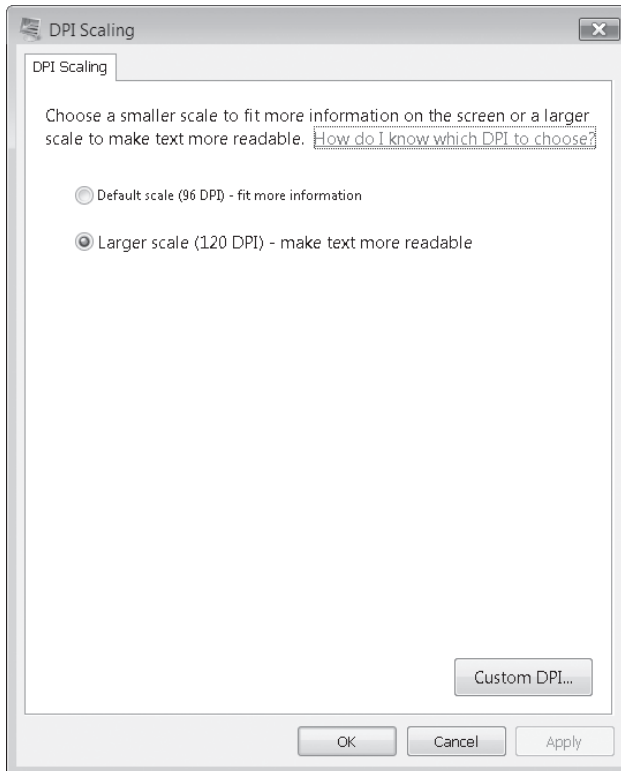 DPI Scaling
DPI Scaling
Choose a smaller scale to fit more information on the screen or a larger
scale to make text more readable. How do I know which DPI to choose?
Default scale (96 DPI) - fit more information
Larger scale (120 DPI) - make text more readable
Custom DPI...
OK Cancel Apply